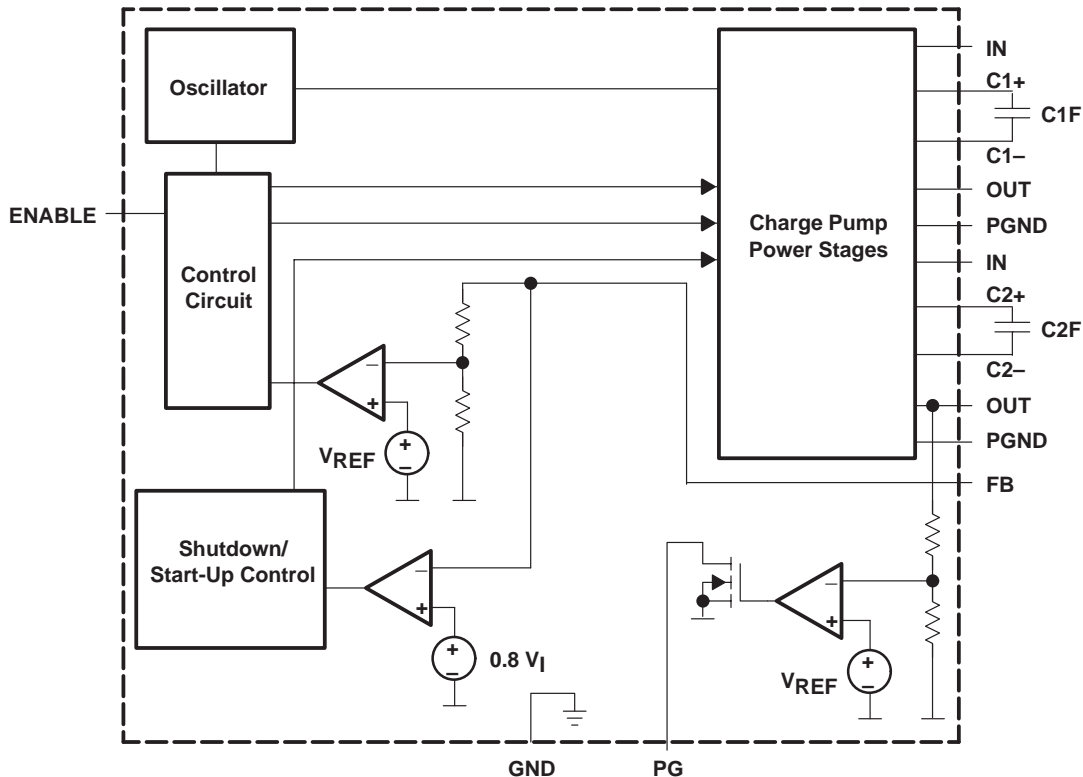 Oscillator
IN
C1+
C1F
C1–
ENABLE
OUT
Charge Pump
Power Stages
PGND
Control
Circuit
IN
C2+
C2F
C2–
–
+
OUT
VREF
+
–
PGND
FB
Shutdown/
Start-Up Control
–
+
–
+
0.8 VI
+
–
VREF
+
–
GND
PG